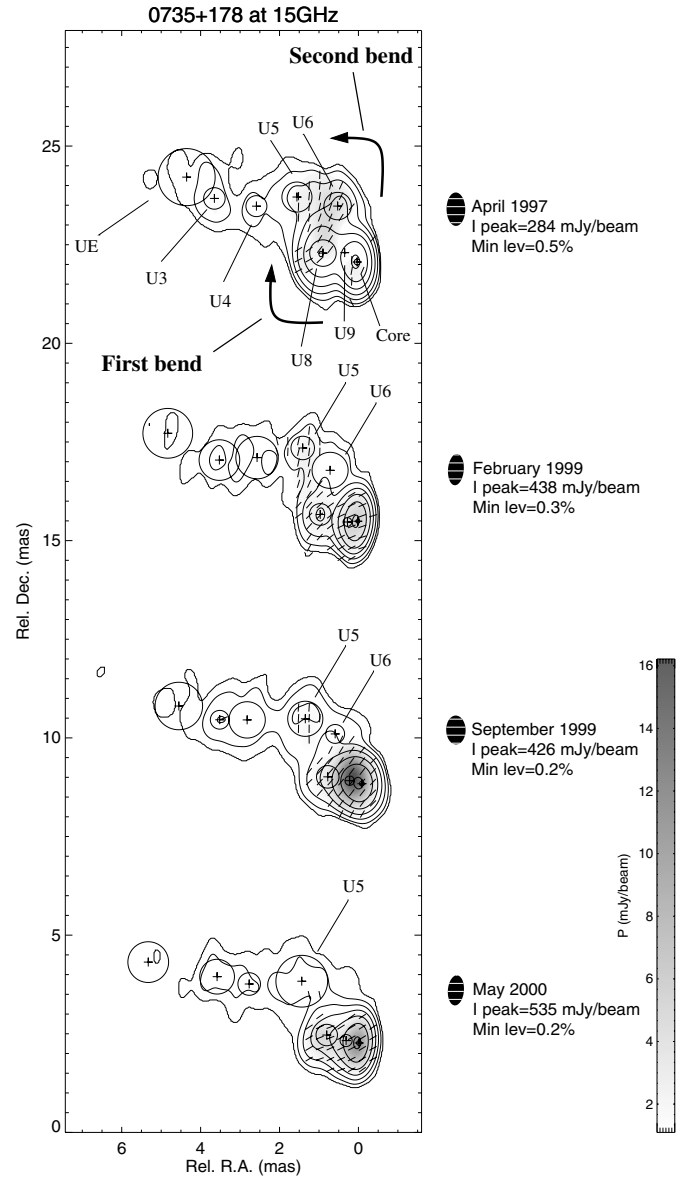 0735+178 at 15GHz
Second bend
25
U5
U6
UE
U3
U4
U8
U9
Core
April 1997
I peak=284 mJy/beam
Min lev=0.5%
20
First bend
U5
U6
February 1999
I peak=438 mJy/beam
Min lev=0.3%
15
Rel. Dec. (mas)
U5
U6
10
September 1999
I peak=426 mJy/beam
Min lev=0.2%
U5
5
May 2000
I peak=535 mJy/beam
Min lev=0.2%
0
6
4
2
0
Rel. R.A. (mas)
16
14
12
10
8
6
4
2
P (mJy/beam)